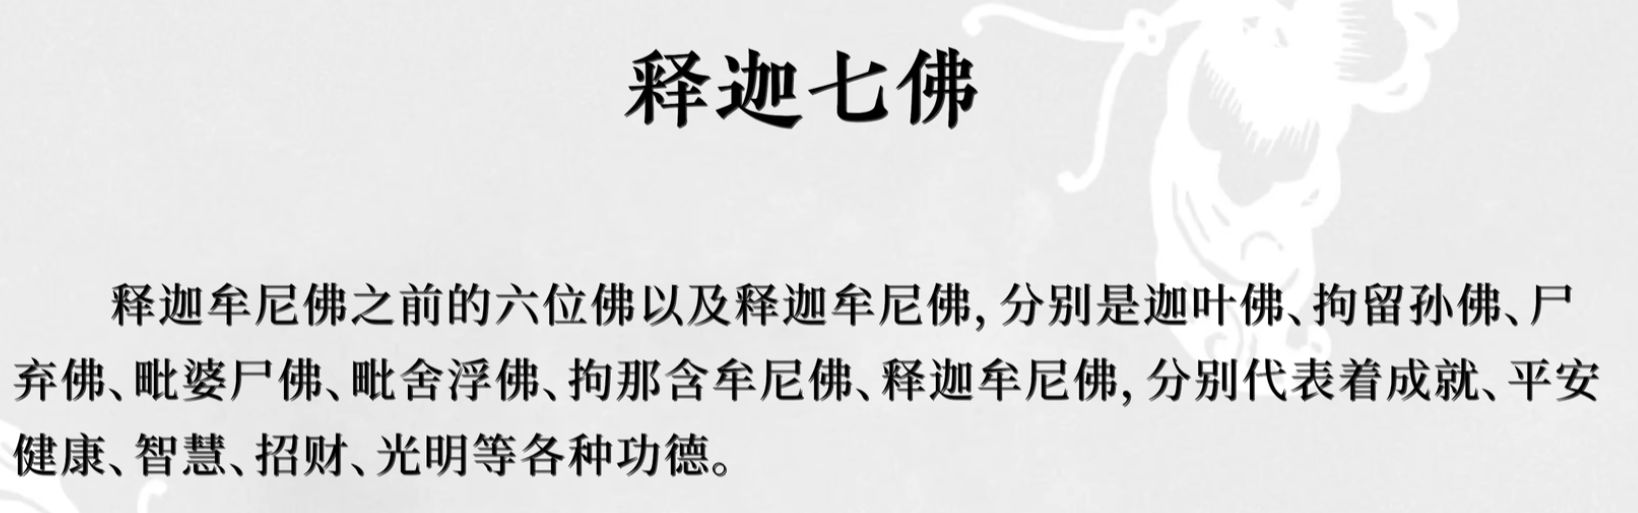 释迦七佛
释迦牟尼佛之前的六位佛以及释迦牟尼佛,分别是迦叶佛、拘留孙佛、尸
弃佛、毗婆尸佛、毗舍浮佛、拘那含牟尼佛、释迦牟尼佛,分别代表着成就、平安
健康、智慧、招财、光明等各种功德。